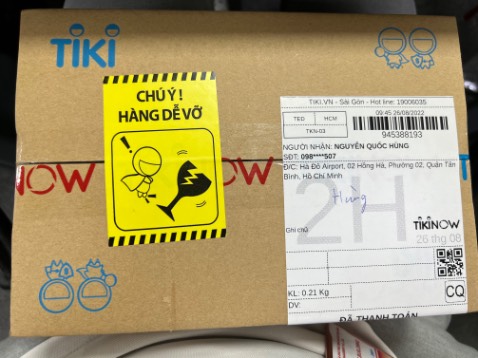 TIKI
CHÚ Ý!
HÀNG DỄ VỠ
NOW
NOW
TIKI.VN - Sài Gòn - Hot line: 19006035
09:45 26/08/2022
TED
HCM
TKN-03
945388193
NGƯỜI NHẬN: NGUYỄN QUỐC HÙNG
SĐT: 098****507
Đ/C: Hà Đô Airport, 02 Hồng Hà, Phường 02, Quận Tân
Bình, Hồ Chí Minh
2H
Hùng
Ghi chú
TIKINOW
26 thg 08
KL: 0.21 Kg
CQ
DV:
ĐÃ THANH TOÁN